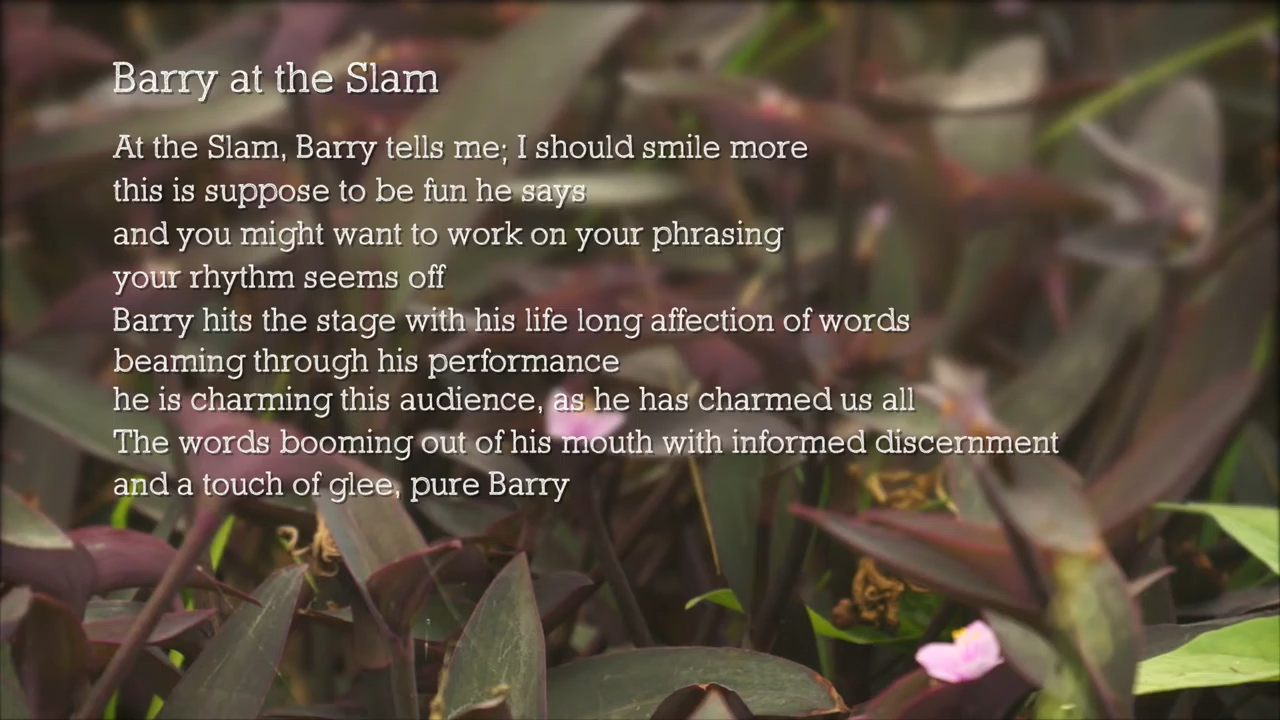 Barry at the Slam
At the Slam, Barry tells me; I should smile more
this is suppose to be fun he says
and you might want to work on your phrasing
your rhythm seems off
Barry hits the stage with his life long affection of words
beaming through his performance
he is charming this audience, as he has charmed us all
The words booming out of his mouth with informed discernment
and a touch of glee, pure Barry